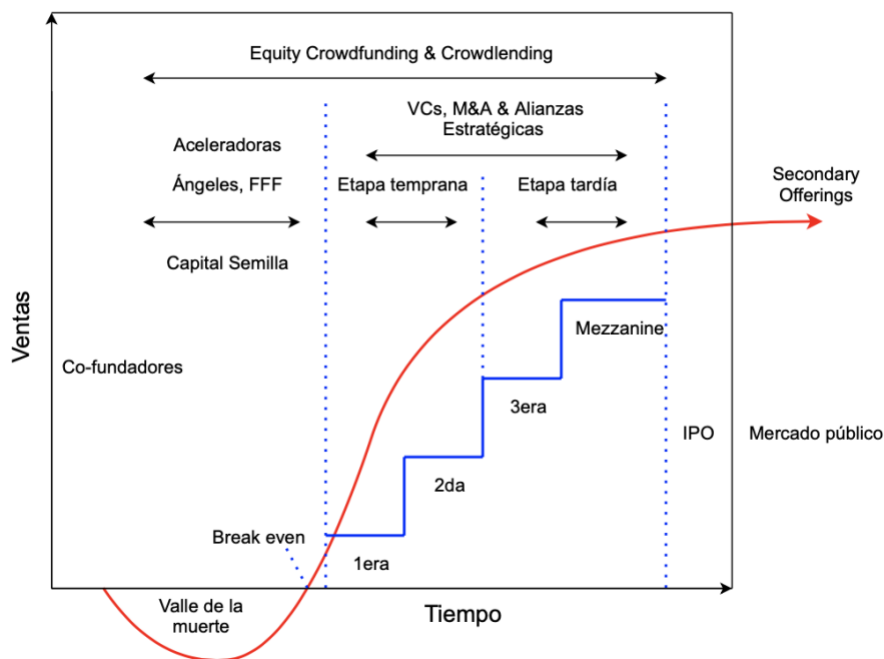 Equity Crowdfunding & Crowdlending
VCs, M&A & Alianzas
Estratégicas
Aceleradoras
Ángeles, FFF
Etapa temprana
Etapa tardía
Secondary
Offerings
Capital Semilla
Ventas
Mezzanine
Co-fundadores
3era
IPO
Mercado público
2da
Break even
1era
Valle de la
muerte
Tiempo